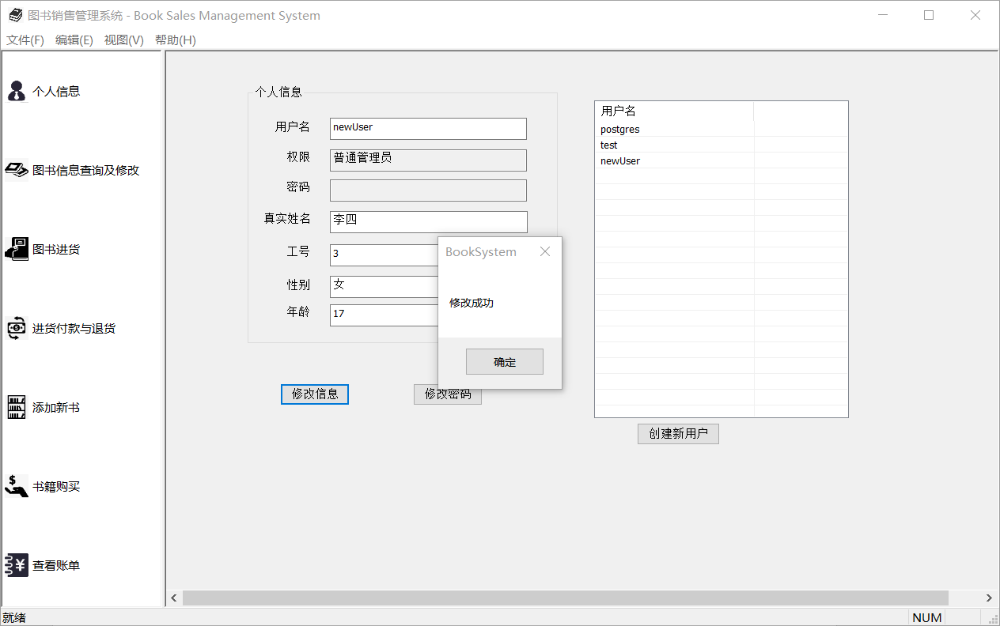 图书销售管理系统 - Book Sales Management System
文件(F) 编辑(E) 视图(V) 帮助(H)
个人信息
图书信息查询及修改
图书进货
进货付款与退货
添加新书
书籍购买
查看账单
个人信息
用户名 newUser
权限 普通管理员
密码
真实姓名 李四
工号 3
性别 女
年龄 17
修改信息 修改密码
BookSystem
修改成功
确定
用户名
postgres
test
newUser
创建新用户
就绪 NUM